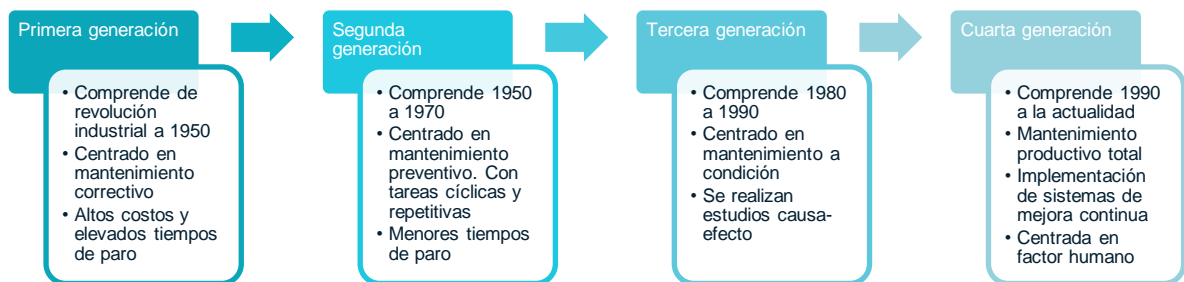 Primera generación
• Comprende de
revolución
industrial a 1950
• Centrado en
mantenimiento
correctivo
• Altos costos y
elevados tiempos
de paro
Segunda
generación
• Comprende 1950
a 1970
• Centrado en
mantenimiento
preventivo. Con
tareas cíclicas y
repetitivas
• Menores tiempos
de paro
Tercera generación
• Comprende 1980
a 1990
• Centrado en
mantenimiento a
condición
• Se realizan
estudios causa-
efecto
Cuarta generación
• Comprende 1990
a la actualidad
• Mantenimiento
productivo total
• Implementación
de sistemas de
mejora continua
• Centrada en
factor humano